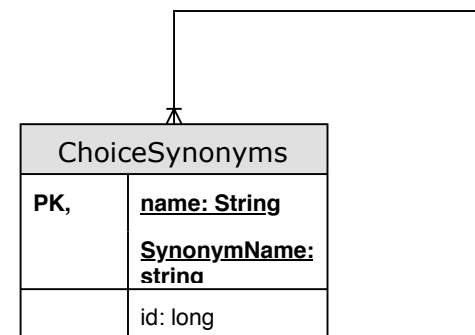 ChoiceSynonyms
PK, name: String
SynonymName:
string
id: long